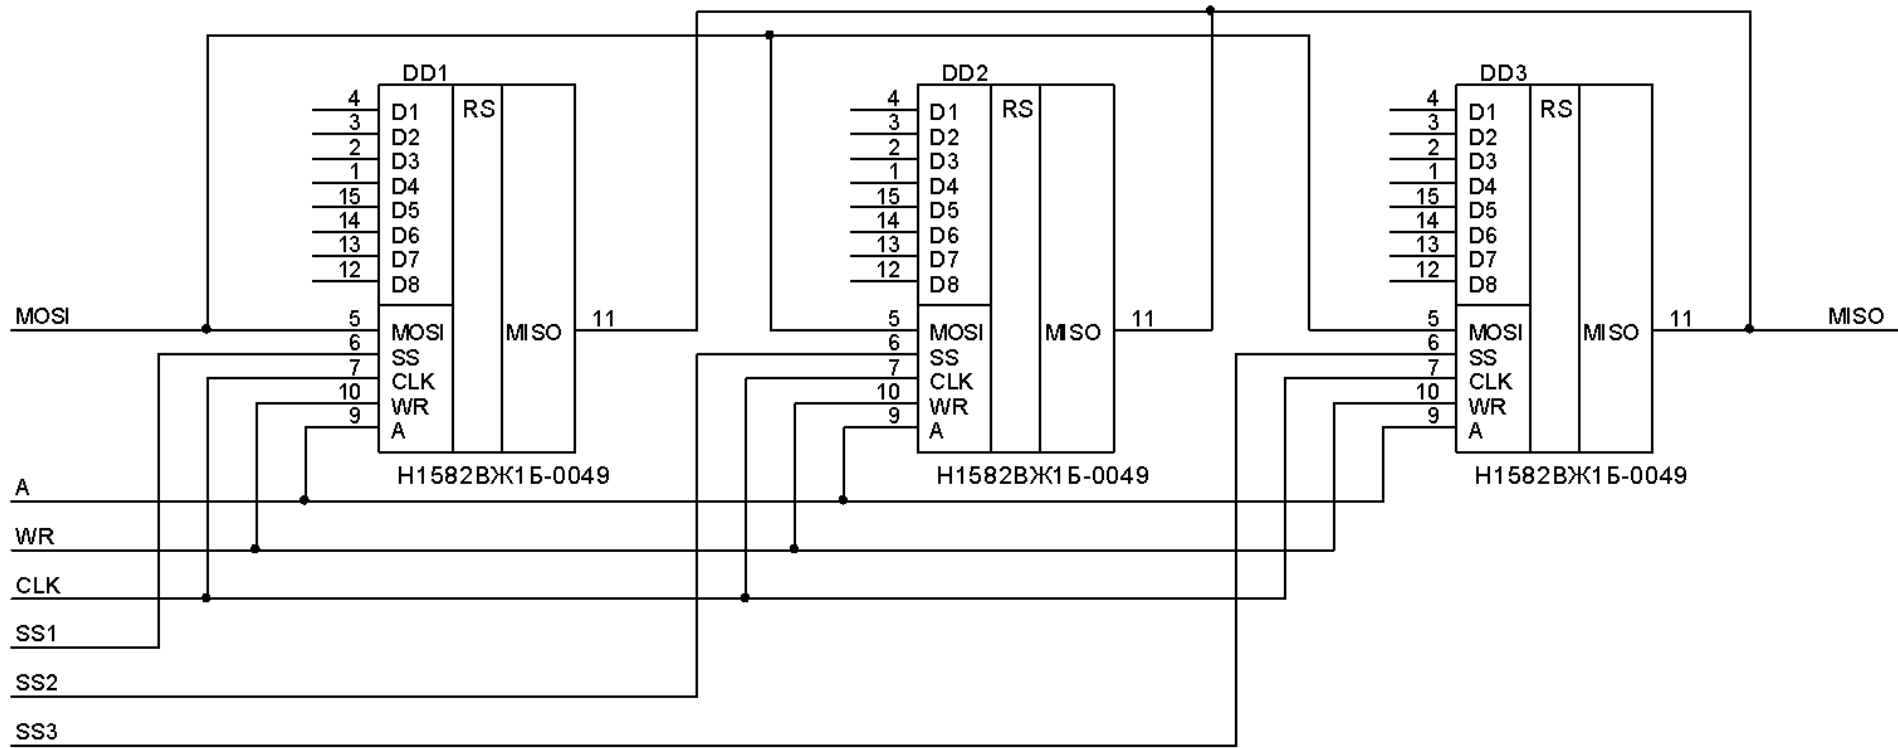 DD1
DD2
DD3
4 D1 RS
3 D2
2 D3
1 D4
15 D5
14 D6
13 D7
12 D8
5 MOSI MISO 11
6 SS
7 CLK
10 WR
9 A
Н1582ВЖ1Б-0049
4 D1 RS
3 D2
2 D3
1 D4
15 D5
14 D6
13 D7
12 D8
5 MOSI MISO 11
6 SS
7 CLK
10 WR
9 A
Н1582ВЖ1Б-0049
4 D1 RS
3 D2
2 D3
1 D4
15 D5
14 D6
13 D7
12 D8
5 MOSI MISO 11
6 SS
7 CLK
10 WR
9 A
Н1582ВЖ1Б-0049
MOSI
MISO
A
WR
CLK
SS1
SS2
SS3